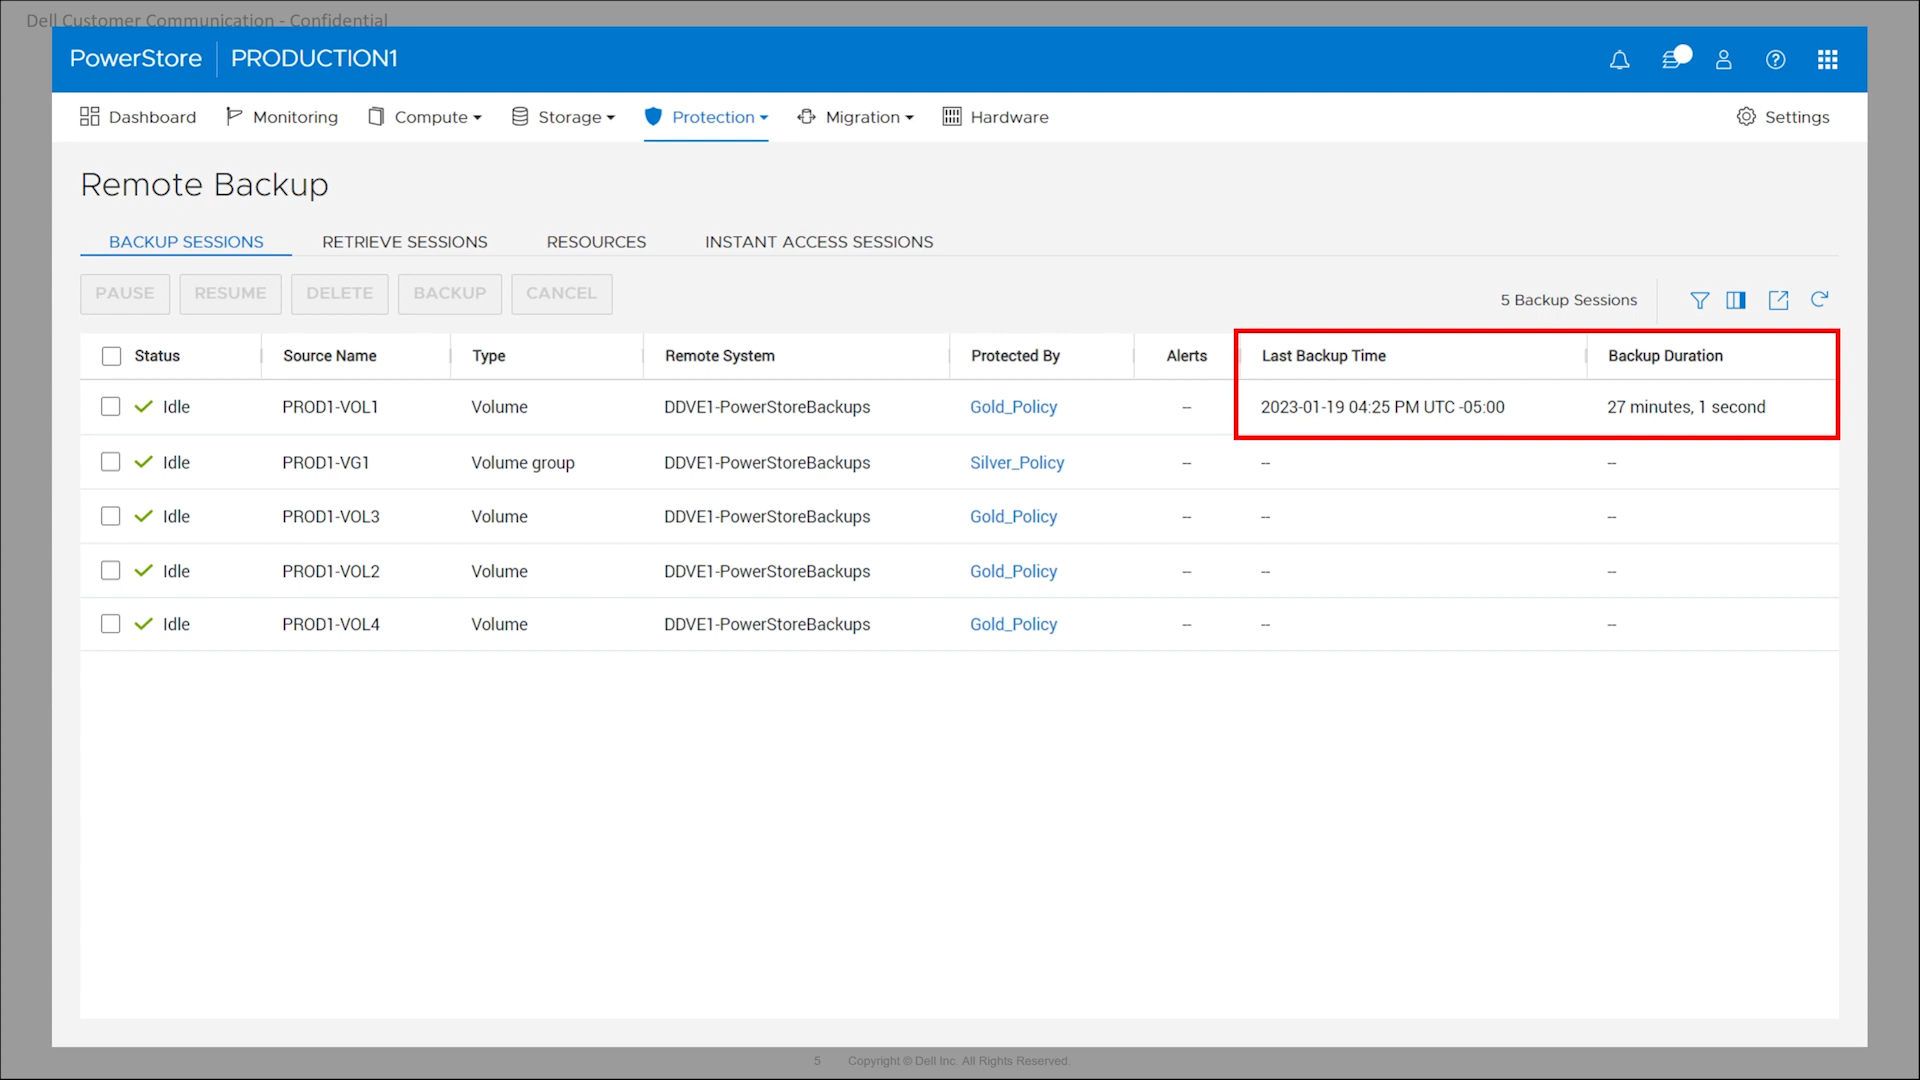 Dell Customer Communication - Confidential
PowerStore PRODUCTION1
Dashboard Monitoring Compute Storage Protection Migration Hardware Settings
Remote Backup
BACKUP SESSIONS RETRIEVE SESSIONS RESOURCES INSTANT ACCESS SESSIONS
PAUSE RESUME DELETE BACKUP CANCEL 5 Backup Sessions
Status Source Name Type Remote System Protected By Alerts Last Backup Time Backup Duration
Idle PROD1-VOL1 Volume DDVE1-PowerStoreBackups Gold_Policy -- 2023-01-19 04:25 PM UTC -05:00 27 minutes, 1 second
Idle PROD1-VG1 Volume group DDVE1-PowerStoreBackups Silver_Policy -- -- --
Idle PROD1-VOL3 Volume DDVE1-PowerStoreBackups Gold_Policy -- -- --
Idle PROD1-VOL2 Volume DDVE1-PowerStoreBackups Gold_Policy -- -- --
Idle PROD1-VOL4 Volume DDVE1-PowerStoreBackups Gold_Policy -- -- --
5 Copyright © Dell Inc. All Rights Reserved.